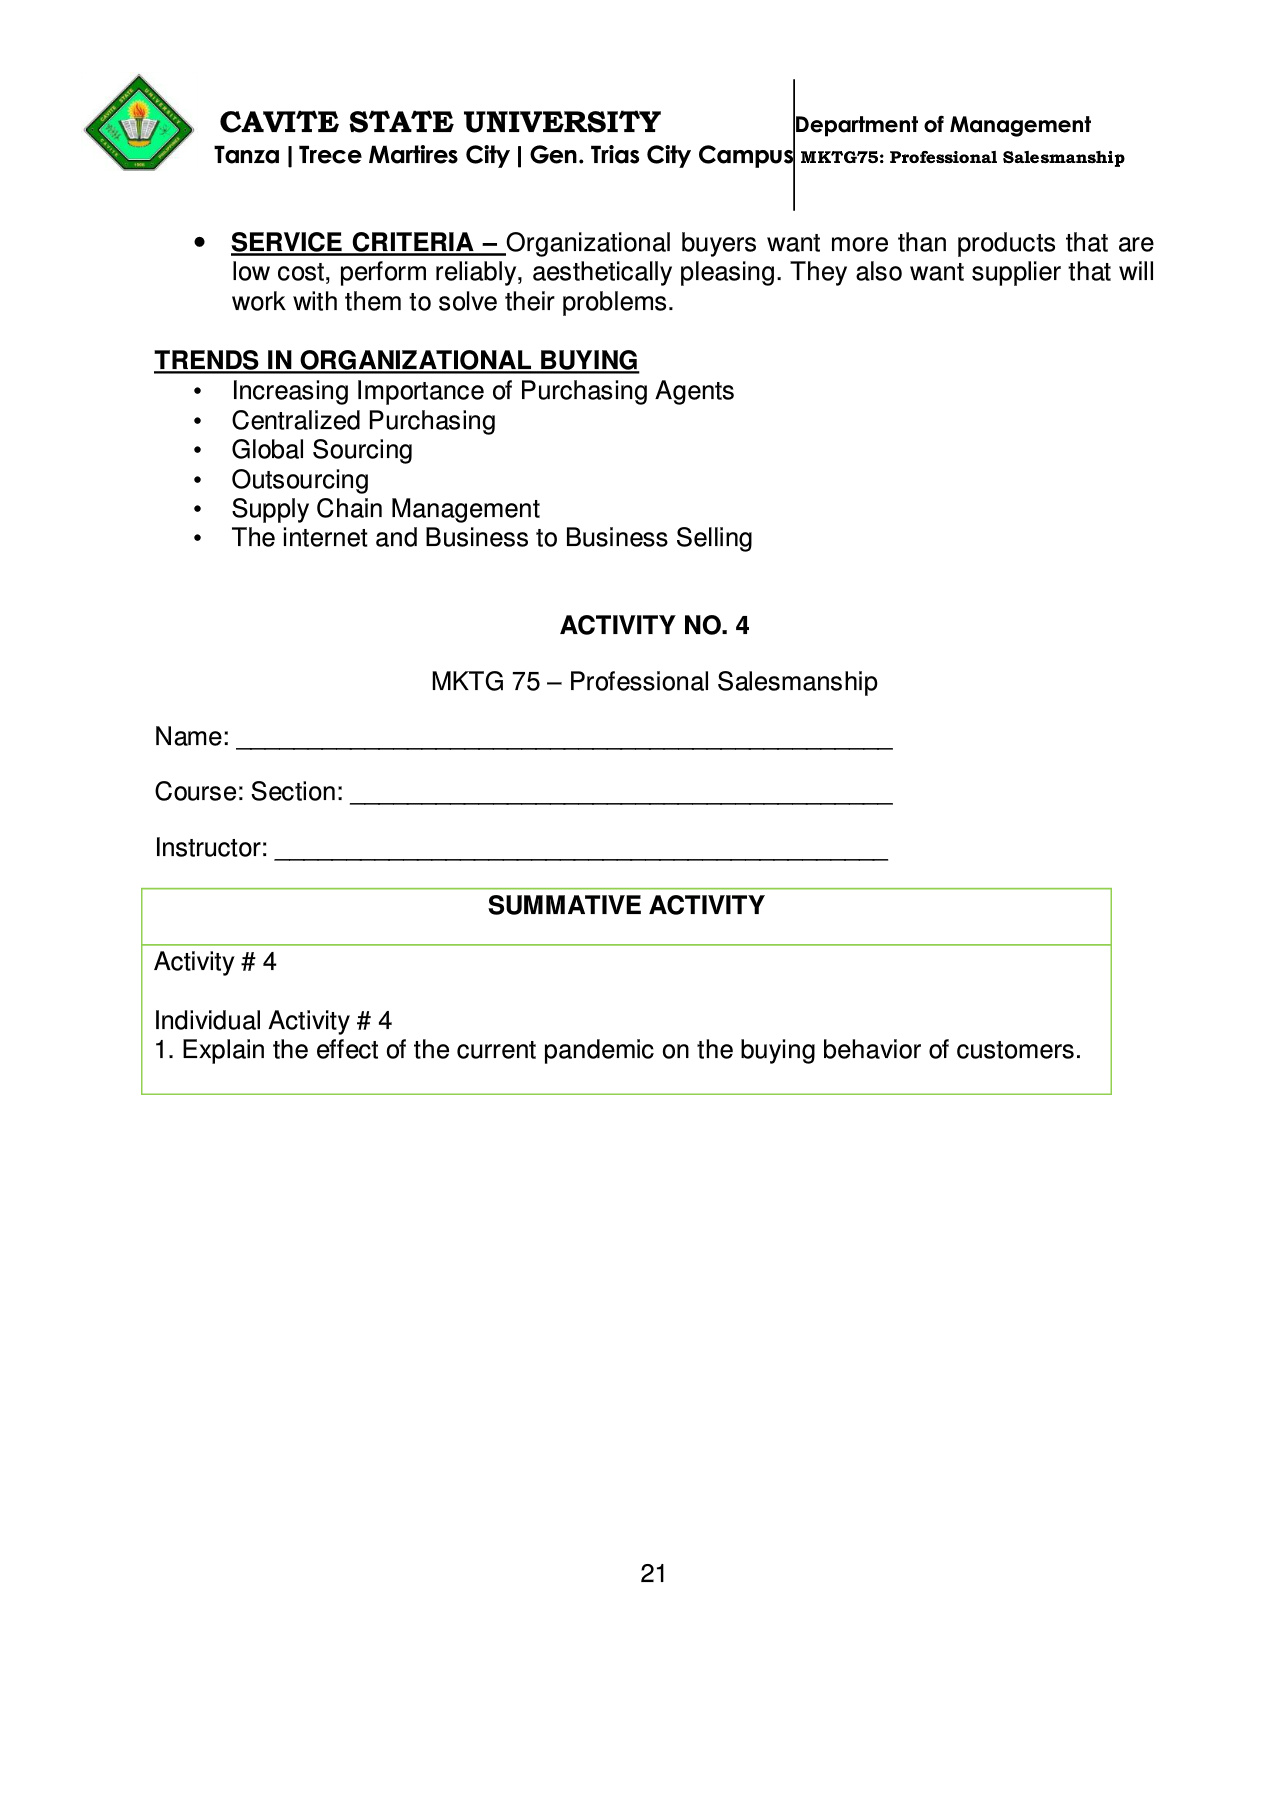 CAVITE STATE UNIVERSITY
Department of Management
Tanza | Trece Martires City | Gen. Trias City Campus
MKTG75: Professional Salesmanship
• SERVICE CRITERIA – Organizational buyers want more than products that are
low cost, perform reliably, aesthetically pleasing. They also want supplier that will
work with them to solve their problems.
TRENDS IN ORGANIZATIONAL BUYING
• Increasing Importance of Purchasing Agents
• Centralized Purchasing
• Global Sourcing
• Outsourcing
• Supply Chain Management
• The internet and Business to Business Selling
ACTIVITY NO. 4
MKTG 75 – Professional Salesmanship
Name: ______________________________________________
Course: Section: ______________________________________
Instructor: ___________________________________________
SUMMATIVE ACTIVITY
Activity # 4
Individual Activity # 4
1. Explain the effect of the current pandemic on the buying behavior of customers.
21